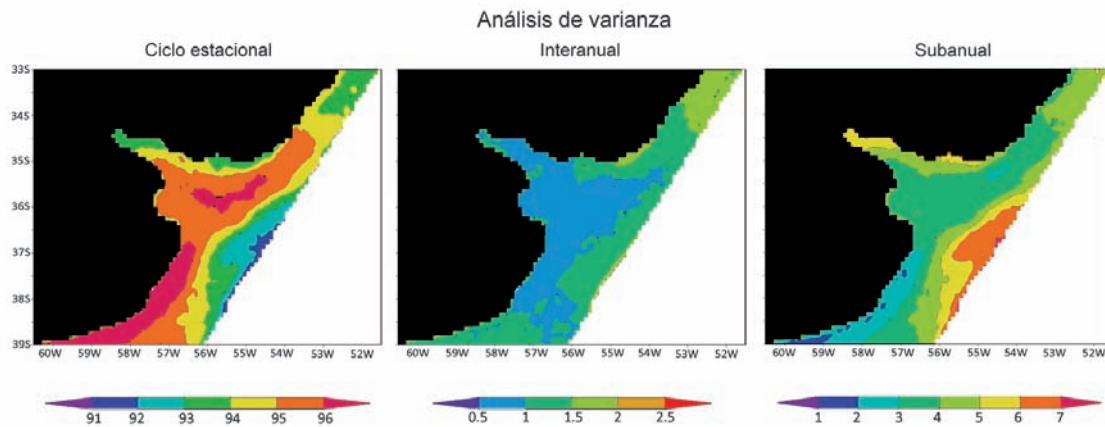 Análisis de varianza
Ciclo estacional
Interanual
Subanual
33S
34S
35S
36S
37S
38S
39S
60W 59W 58W 57W 56W 55W 54W 53W 52W
60W 59W 58W 57W 56W 55W 54W 53W 52W
60W 59W 58W 57W 56W 55W 54W 53W 52W
91 92 93 94 95 96
0.5 1 1.5 2 2.5
1 2 3 4 5 6 7